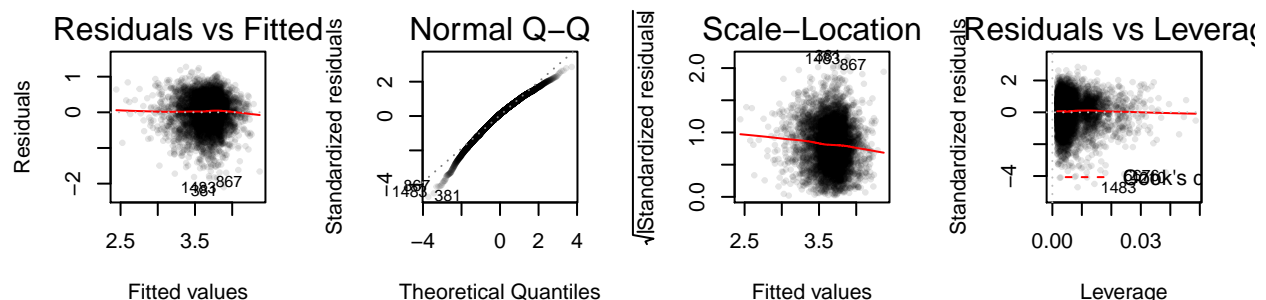 Residuals vs Fitted
Residuals
1
0
−2
1483
867
381
2.5
3.5
Fitted values
Normal Q−Q
Standardized residuals
2
0
−4
867
1483
381
−4
0
2
4
Theoretical Quantiles
Scale−Location
√|Standardized residuals|
2.0
1.0
0.0
1483
867
2.5
3.5
Fitted values
Residuals vs Leverag
Standardized residuals
2
0
−4
Cook's d
1483
0.00
0.03
Leverage